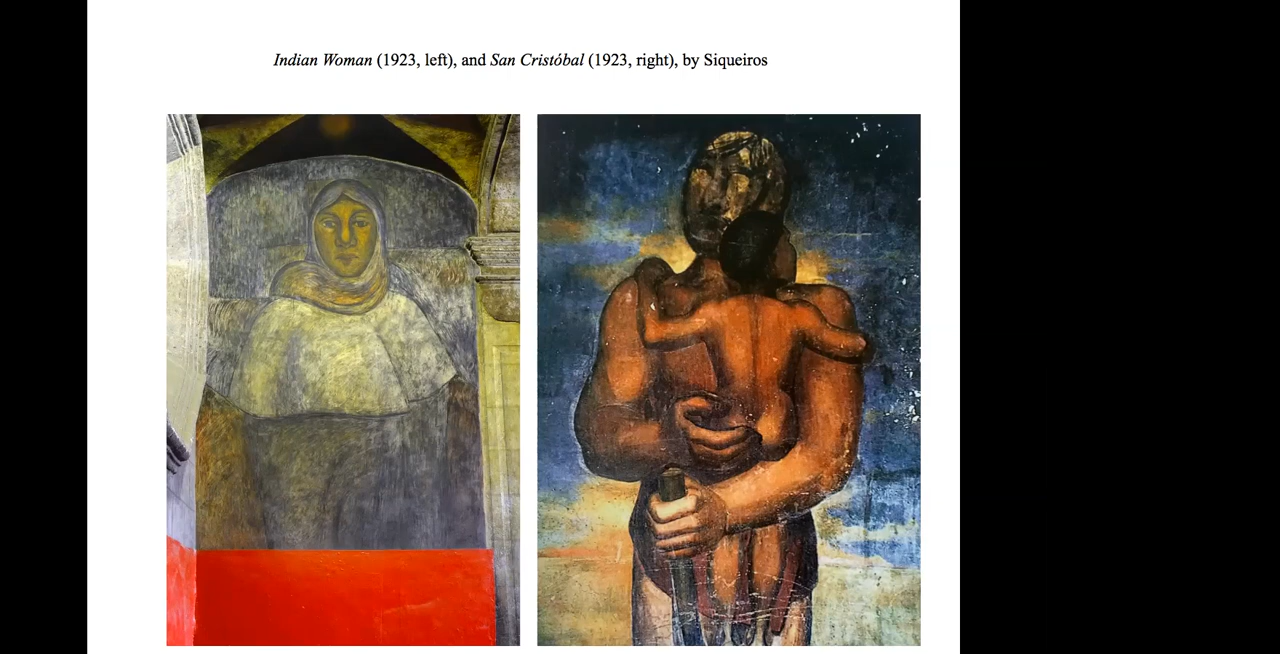 Indian Woman (1923, left), and San Cristóbal (1923, right), by Siqueiros